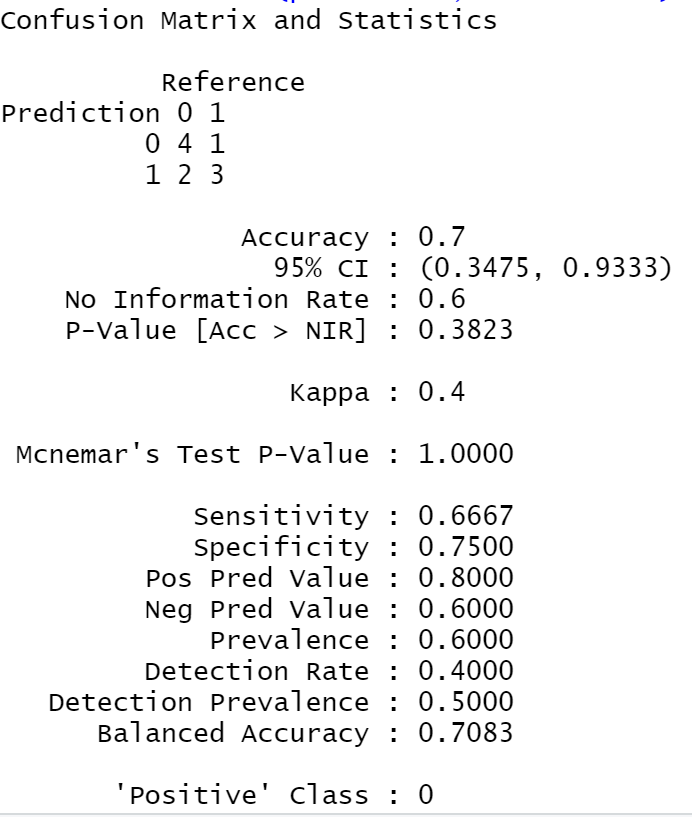 Confusion Matrix and Statistics
Reference
Prediction 0 1
0 4 1
1 2 3
Accuracy : 0.7
95% CI : (0.3475, 0.9333)
No Information Rate : 0.6
P-Value [Acc > NIR] : 0.3823
Kappa : 0.4
Mcnemar's Test P-Value : 1.0000
Sensitivity : 0.6667
Specificity : 0.7500
Pos Pred Value : 0.8000
Neg Pred Value : 0.6000
Prevalence : 0.6000
Detection Rate : 0.4000
Detection Prevalence : 0.5000
Balanced Accuracy : 0.7083
'Positive' Class : 0